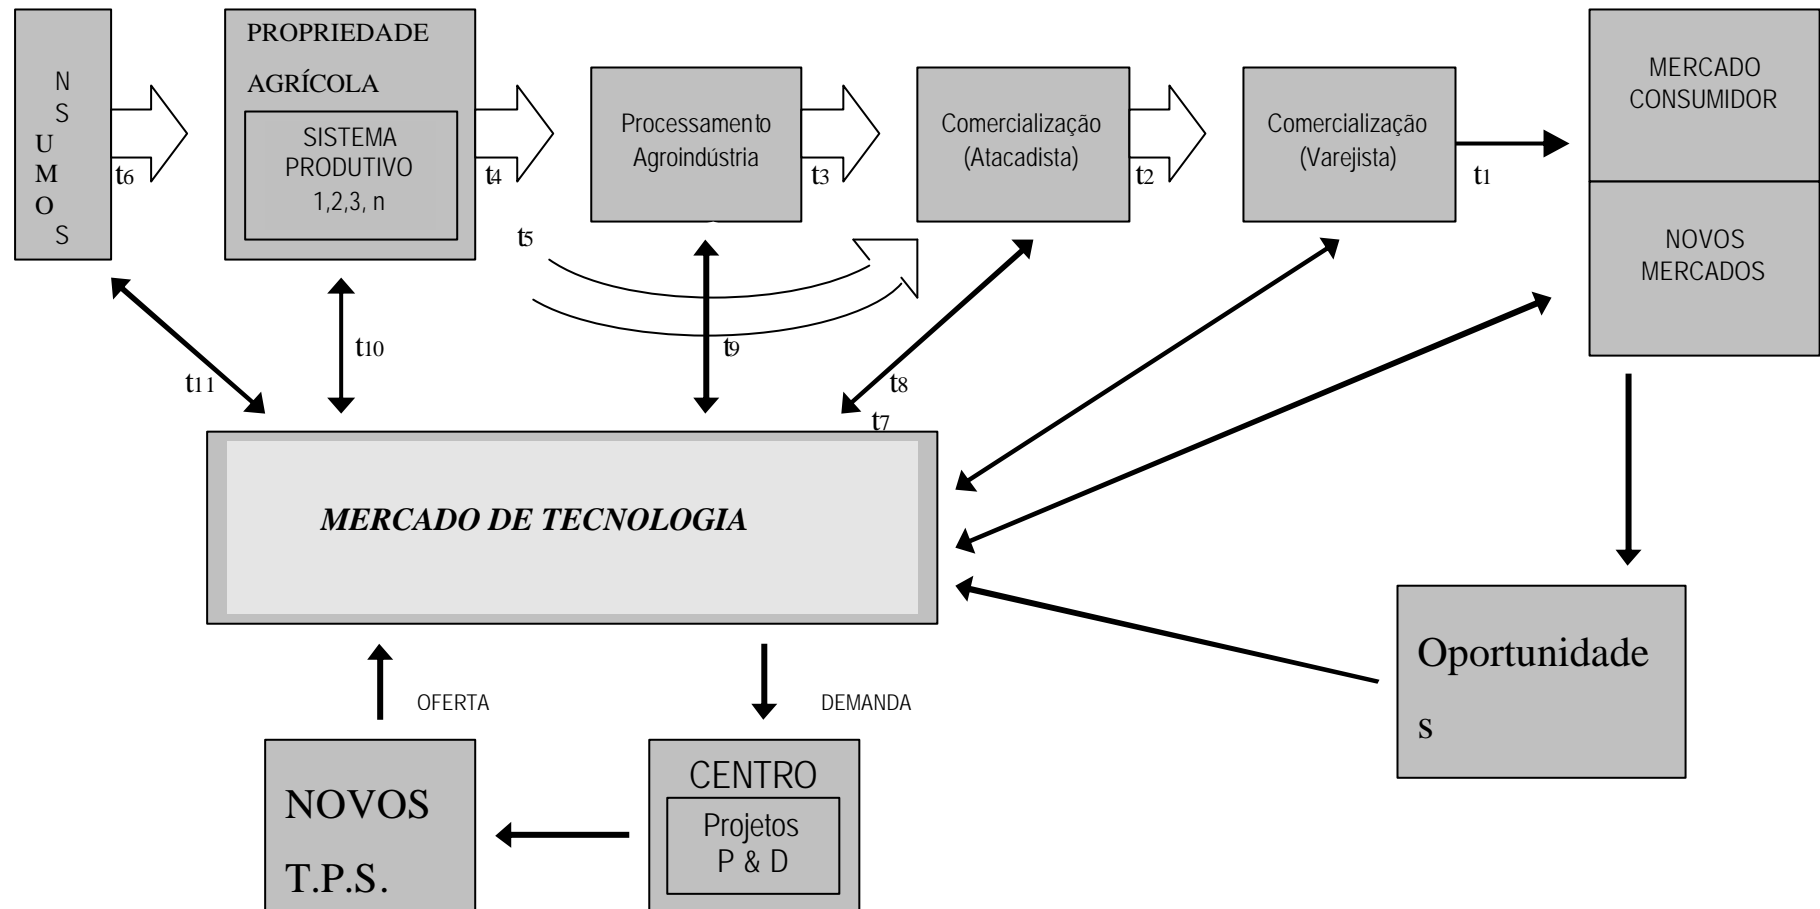 N
S
U
M
O
S
t6
PROPRIEDADE
AGRÍCOLA
SISTEMA
PRODUTIVO
1,2,3, n
t4
t5
Processamento
Agroindústria
t3
Comercialização
(Atacadista)
t2
Comercialização
(Varejista)
t1
MERCADO
CONSUMIDOR
NOVOS
MERCADOS
t11
t10
t9
t8
t7
MERCADO DE TECNOLOGIA
OFERTA
DEMANDA
Oportunidade
s
NOVOS
T.P.S.
CENTRO
Projetos
P & D